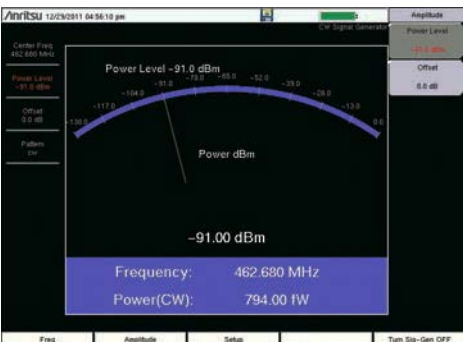 Anritsu 12/29/2011 04:56:10 pm
CW Signal Generator
Amplitude
Center Freq
462.680 MHz
Power Level
-91.0 dBm
Offset
0.0 dB
Pattern
CW
Power Level -91.0 dBm
-130.0 -117.0 -104.0 -91.0 -78.0 -65.0 -52.0 -39.0 -26.0 -13.0 0.0
Power dBm
-91.00 dBm
Frequency: 462.680 MHz
Power(CW): 794.00 fW
Power Level
-91.0 dBm
Offset
0.0 dB
Freq Amplitude Setup Turn Sig-Gen OFF